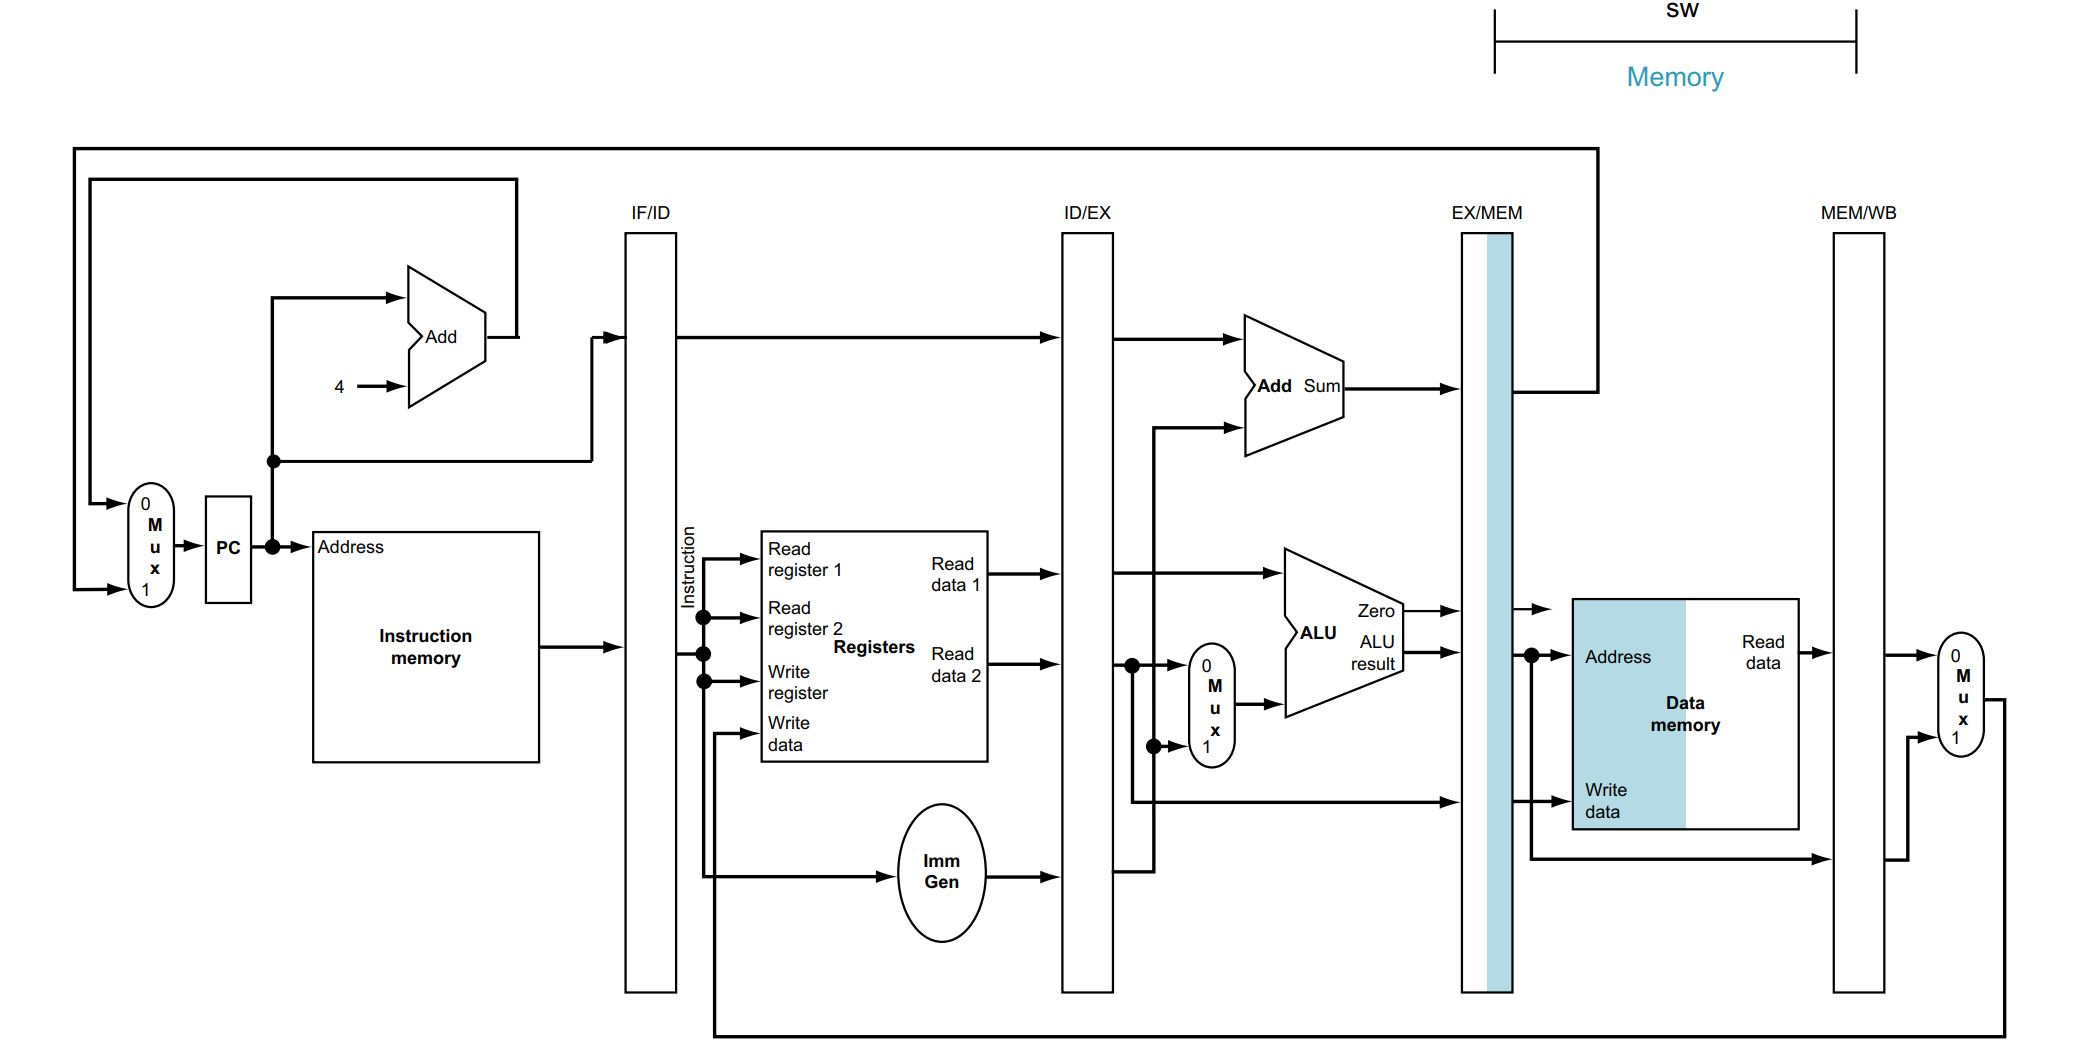 SW
Memory
IF/ID
ID/EX
EX/MEM
MEM/WB
Add
4
Add Sum
0
M
u
x
1
PC
Address
Instruction
memory
Instruction
Read
register 1
Read
register 2
Write
register
Write
data
Registers
Read
data 1
Read
data 2
Imm
Gen
0
M
u
x
1
Zero
ALU
ALU
result
Address
Read
data
Data
memory
Write
data
0
M
u
x
1